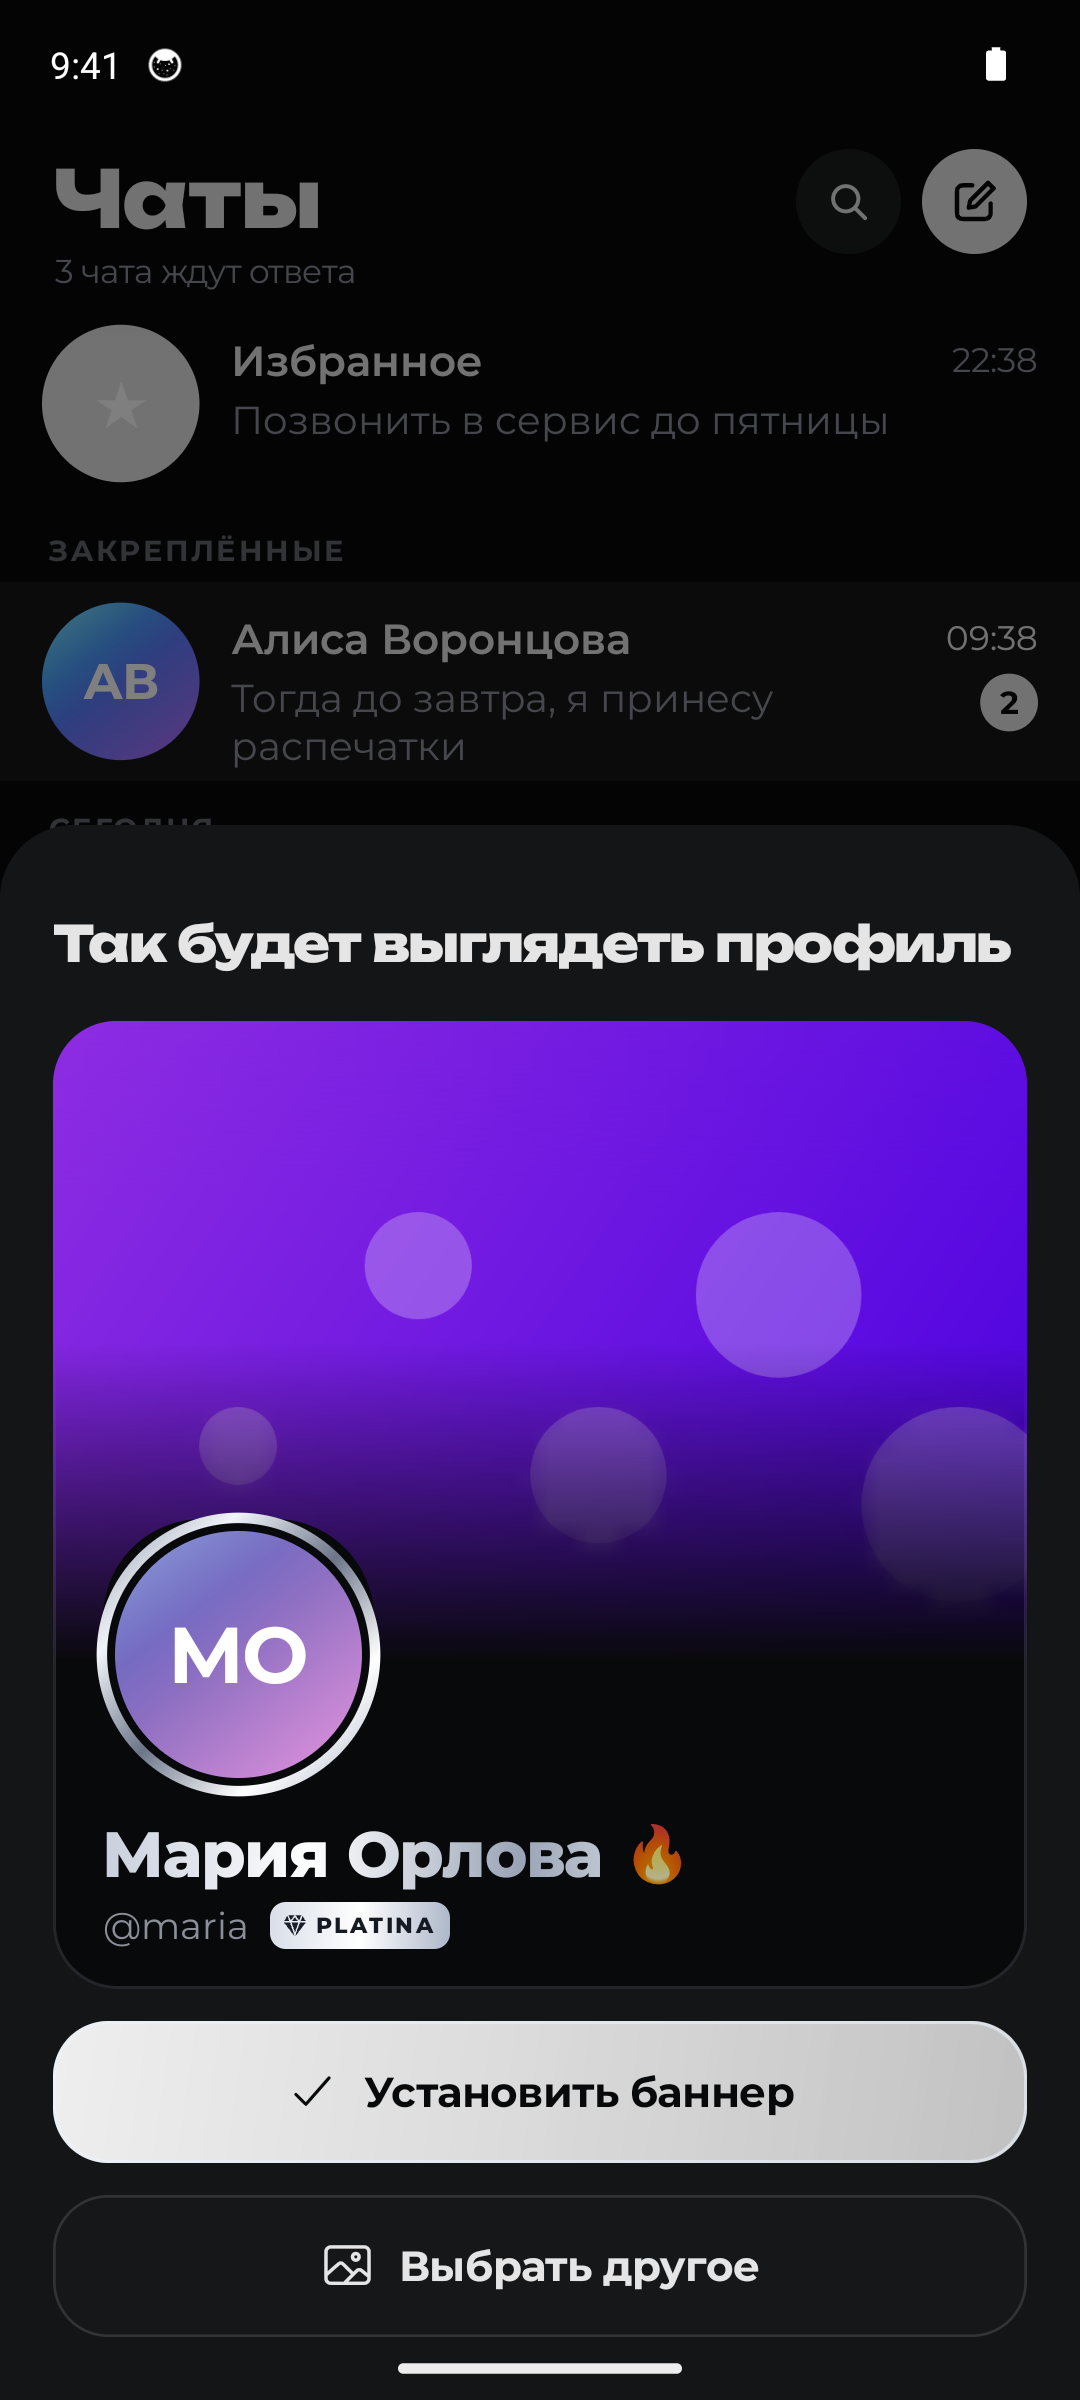 9:41
Чаты
3 чата ждут ответа
Избранное
22:38
Позвонить в сервис до пятницы
ЗАКРЕПЛЁННЫЕ
АВ
Алиса Воронцова
09:38
Тогда до завтра, я принесу
2
распечатки
СЕГОДНЯ
Так будет выглядеть профиль
МО
Мария Орлова 🔥
@maria
PLATINA
Установить баннер
Выбрать другое